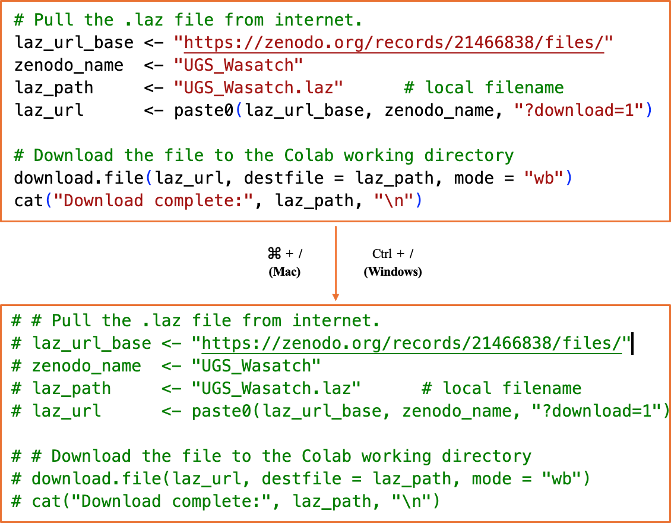 # Pull the .laz file from internet.
laz_url_base <- "https://zenodo.org/records/21466838/files/"
zenodo_name  <- "UGS_Wasatch"
laz_path     <- "UGS_Wasatch.laz"      # local filename
laz_url      <- paste0(laz_url_base, zenodo_name, "?download=1")
# Download the file to the Colab working directory
download.file(laz_url, destfile = laz_path, mode = "wb")
cat("Download complete:", laz_path, "\n")
⌘ + / Ctrl + /
(Mac) (Windows)
# # Pull the .laz file from internet.
# laz_url_base <- "https://zenodo.org/records/21466838/files/"
# zenodo_name  <- "UGS_Wasatch"
# laz_path     <- "UGS_Wasatch.laz"      # local filename
# laz_url      <- paste0(laz_url_base, zenodo_name, "?download=1")
# # Download the file to the Colab working directory
# download.file(laz_url, destfile = laz_path, mode = "wb")
# cat("Download complete:", laz_path, "\n")